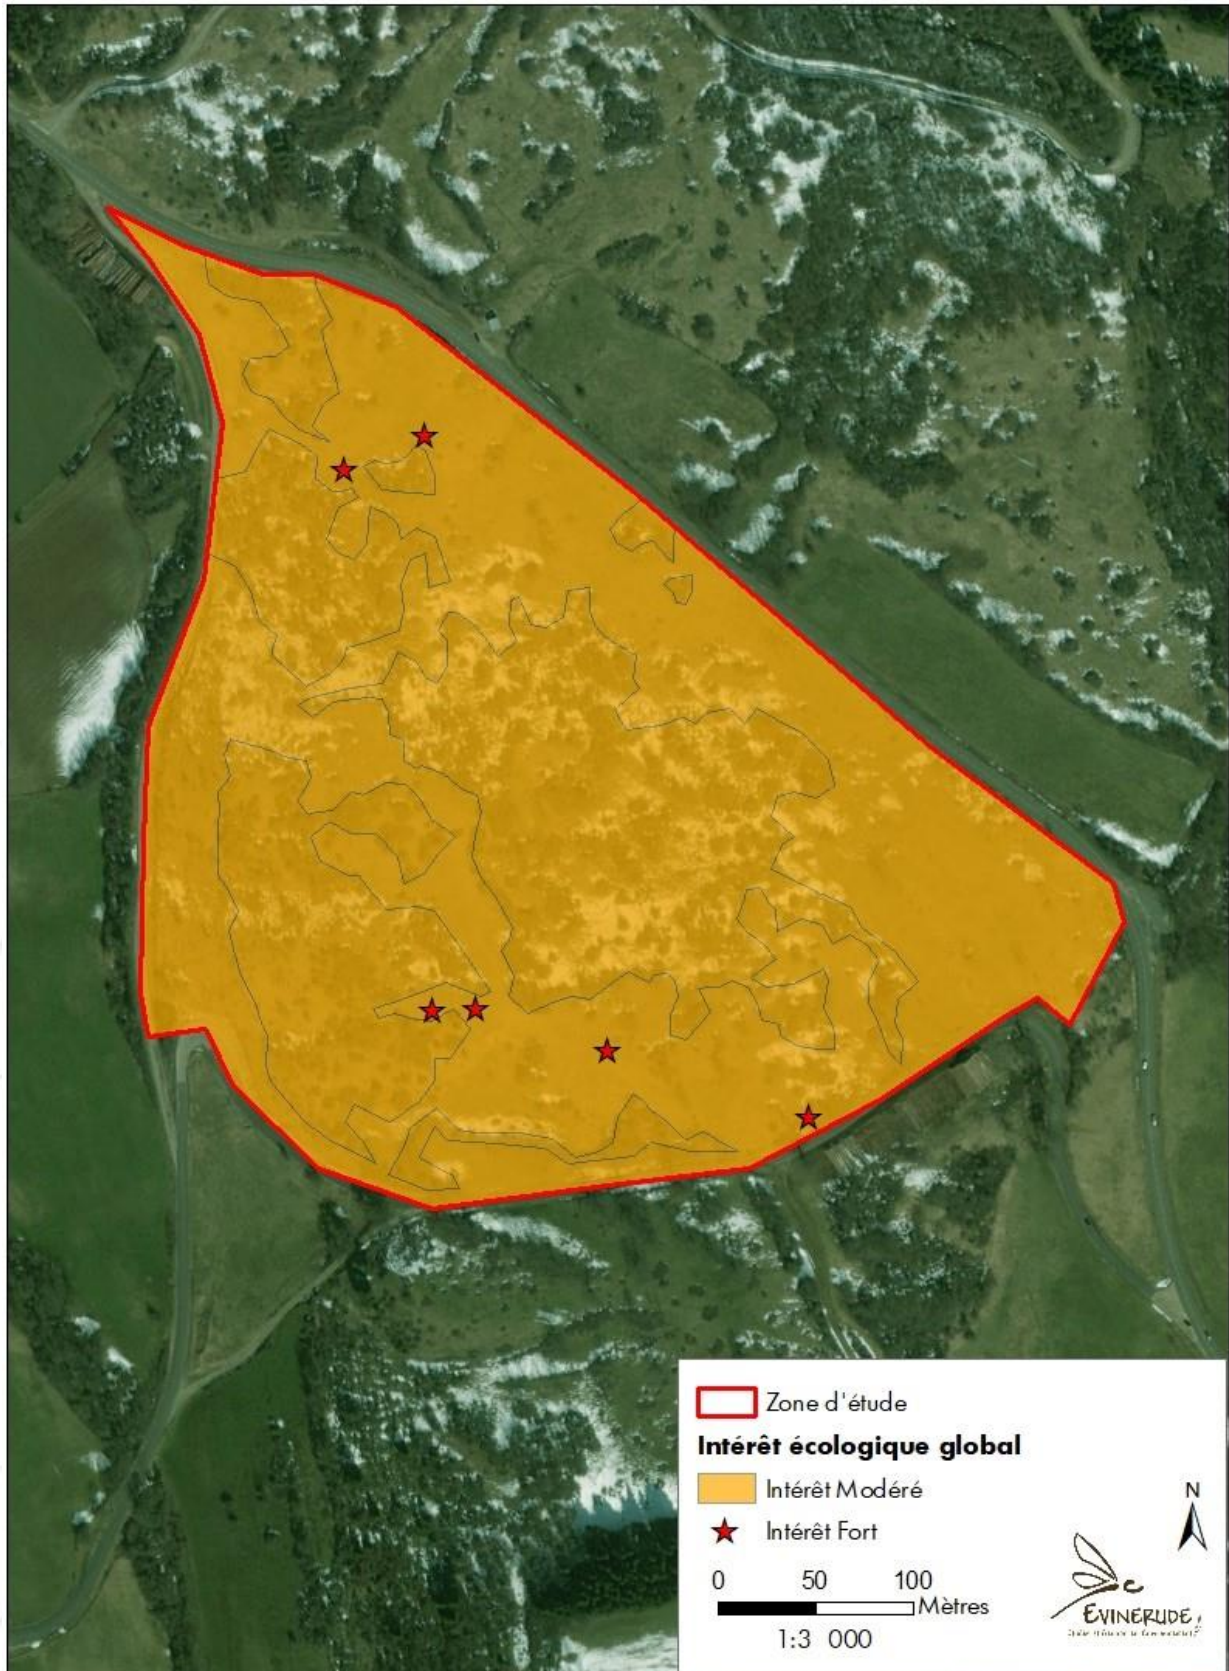 Zone d'étude
Intérêt écologique global
Intérêt Modéré
Intérêt Fort
N
0 50 100
Mètres
1:3 000
EVINERUDE